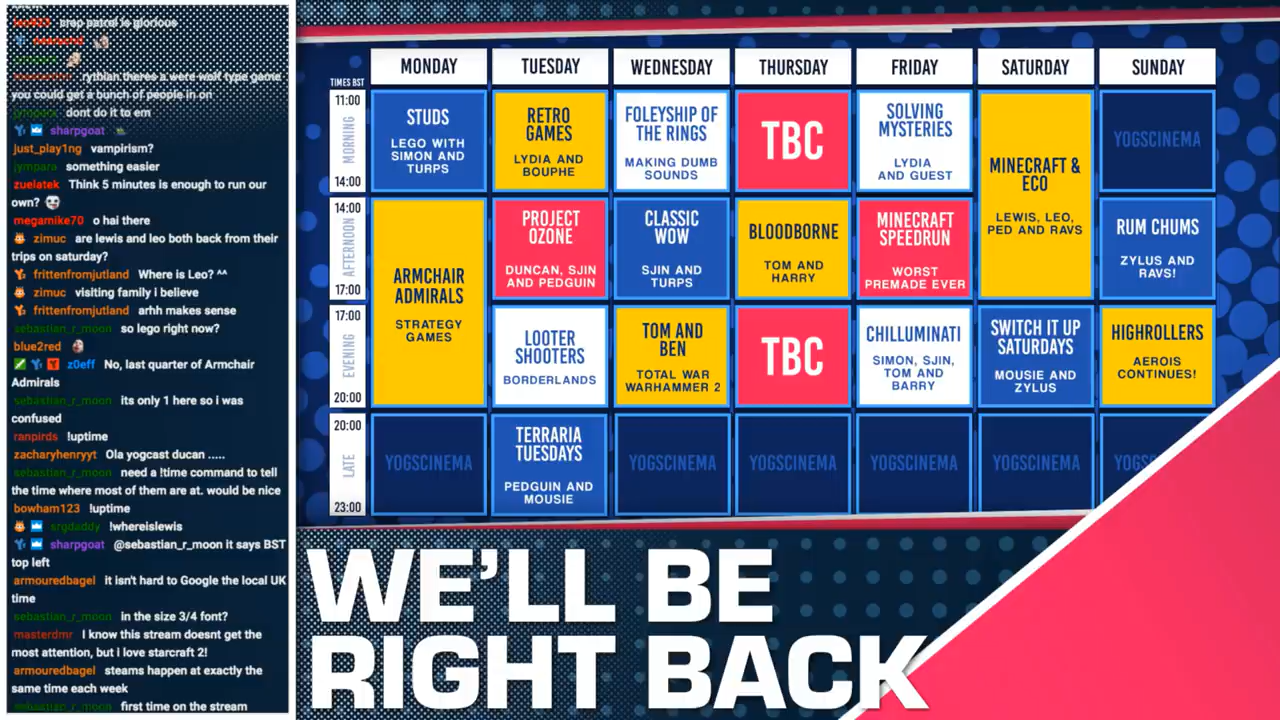 crap patrol is glorious
rythian theres a were wolf type game
you could get a bunch of people in on
jympara dont do it to em
sharpgoat
just_play1ng vampirism?
jympara something easier
zuelatek Think 5 minutes is enough to run our
own?
megamike70 o hai there
zimuc are lewis and leo both back from their
trips on saturday?
frittenfromjutland Where is Leo? ^^
zimuc visiting family i believe
frittenfromjutland arhh makes sense
sebastian_r_moon so lego right now?
blue2red
z0eff No, last quarter of Armchair
Admirals
sebastian_r_moon its only 1 here so i was
confused
ranpirds !uptime
zacharyhenryyt Ola yogcast ducan .....
sebastian_r_moon need a !time command to tell
the time where most of them are at. would be nice
bowham123 !uptime
srgdaddy !whereislewis
sharpgoat @sebastian_r_moon it says BST
top left
armouredbagel it isn't hard to Google the local UK
time
sebastian_r_moon in the size 3/4 font?
masterdmr I know this stream doesnt get the
most attention, but i love starcraft 2!
armouredbagel steams happen at exactly the
same time each week
sebastian_r_moon first time on the stream
TIMES BST
MONDAY
TUESDAY
WEDNESDAY
THURSDAY
FRIDAY
SATURDAY
SUNDAY
11:00
MORNING
14:00
STUDS
LEGO WITH
SIMON AND
TURPS
RETRO
GAMES
LYDIA AND
BOUPHE
FOLEYSHIP OF
THE RINGS
MAKING DUMB
SOUNDS
TBC
SOLVING
MYSTERIES
LYDIA
AND GUEST
MINECRAFT &
ECO
LEWIS, LEO,
PED AND RAVS
YOGSCINEMA
14:00
AFTERNOON
17:00
ARMCHAIR
ADMIRALS
STRATEGY
GAMES
PROJECT
OZONE
DUNCAN, SJIN
AND PEDGUIN
CLASSIC
WOW
SJIN AND
TURPS
BLOODBORNE
TOM AND
HARRY
MINECRAFT
SPEEDRUN
WORST
PREMADE EVER
RUM CHUMS
ZYLUS AND
RAVS!
17:00
EVENING
20:00
LOOTER
SHOOTERS
BORDERLANDS
TOM AND
BEN
TOTAL WAR
WARHAMMER 2
TBC
CHILLUMINATI
SIMON, SJIN,
TOM AND
BARRY
SWITCH IT UP
SATURDAYS
MOUSIE AND
ZYLUS
HIGHROLLERS
AEROIS
CONTINUES!
20:00
LATE
23:00
YOGSCINEMA
TERRARIA
TUESDAYS
PEDGUIN AND
MOUSIE
YOGSCINEMA
YOGSCINEMA
YOGSCINEMA
YOGSCINEMA
YOGSC
WE'LL BE
RIGHT BACK